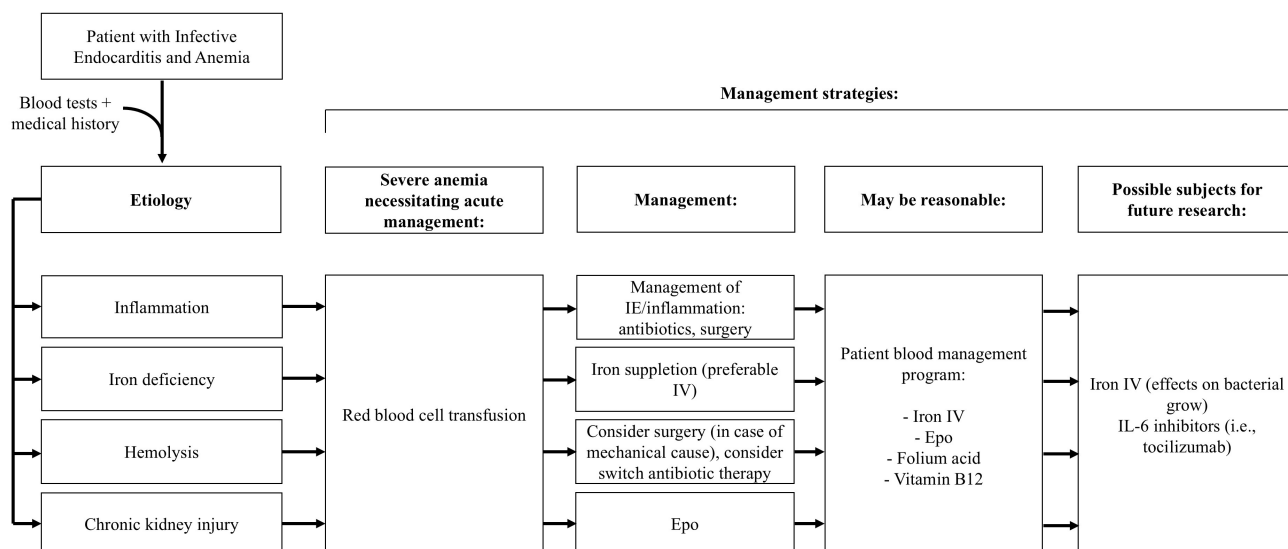 Patient with Infective
Endocarditis and Anemia
Blood tests +
medical history
Management strategies:
Etiology
Severe anemia
necessitating acute
management:
Management:
May be reasonable:
Possible subjects for
future research:
Inflammation
Iron deficiency
Hemolysis
Chronic kidney injury
Red blood cell transfusion
Management of
IE/inflammation:
antibiotics, surgery
Iron suppletion (preferable
IV)
Consider surgery (in case of
mechanical cause), consider
switch antibiotic therapy
Epo
Patient blood management
program:
- Iron IV
- Epo
- Folium acid
- Vitamin B12
Iron IV (effects on bacterial
grow)
IL-6 inhibitors (i.e.,
tocilizumab)